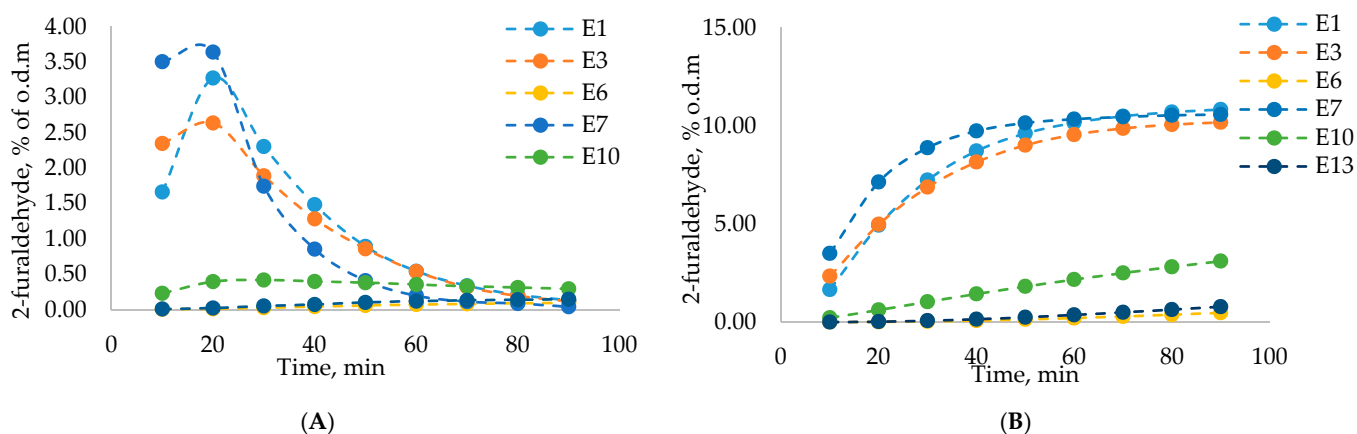 2-furaldehyde, % of o.d.m
4.00
3.50
3.00
2.50
2.00
1.50
1.00
0.50
0.00
0
20
40
60
80
100
Time, min
E1
E3
E6
E7
E10
(A)
2-furaldehyde, % o.d.m
15.00
10.00
5.00
0.00
0
20
40
60
80
100
Time, min
E1
E3
E6
E7
E10
E13
(B)